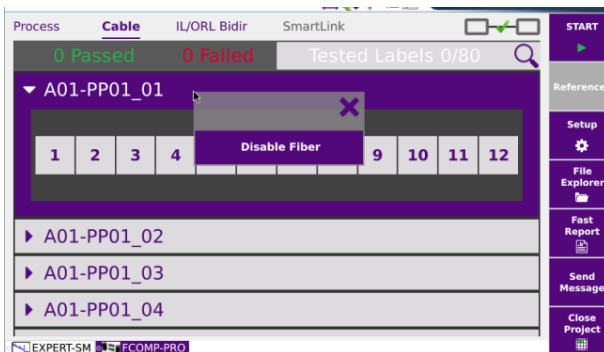 Process Cable IL/ORL Bidir SmartLink
0 Passed 0 Failed Tested Labels 0/80
A01-PP01_01
Disable Fiber
1 2 3 4 9 10 11 12
A01-PP01_02
A01-PP01_03
A01-PP01_04
EXPERT-SM FCOMP-PRO
START
Reference
Setup
File
Explorer
Fast
Report
Send
Message
Close
Project